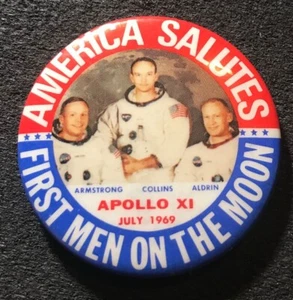 AMERICA SALUTES
ARMSTRONG COLLINS ALDRIN
APOLLO XI
JULY 1969
FIRST MEN ON THE MOON